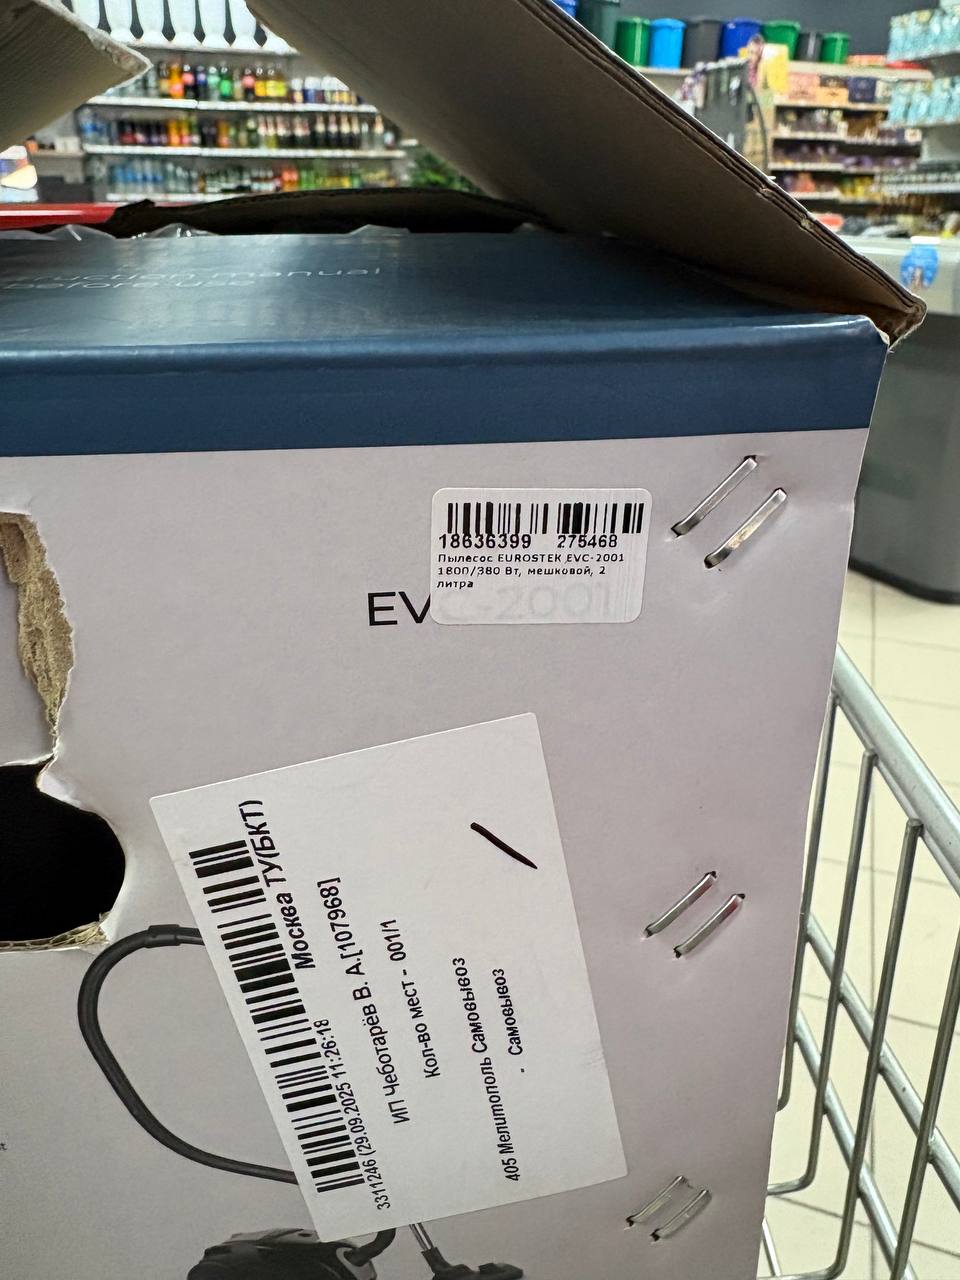 instruction manual
before use
18636399 275468
Пылесос EUROSTEK EVC-2001
1800/380 Вт, мешковой, 2
литра
EVC-2001
Москва ТУ(БКТ)
3311246 (29.09.2025 11:26:18
ИП Чеботарёв В. А.[107968]
Кол-во мест - 001/1
405 Мелитополь Самовывоз
- Самовывоз